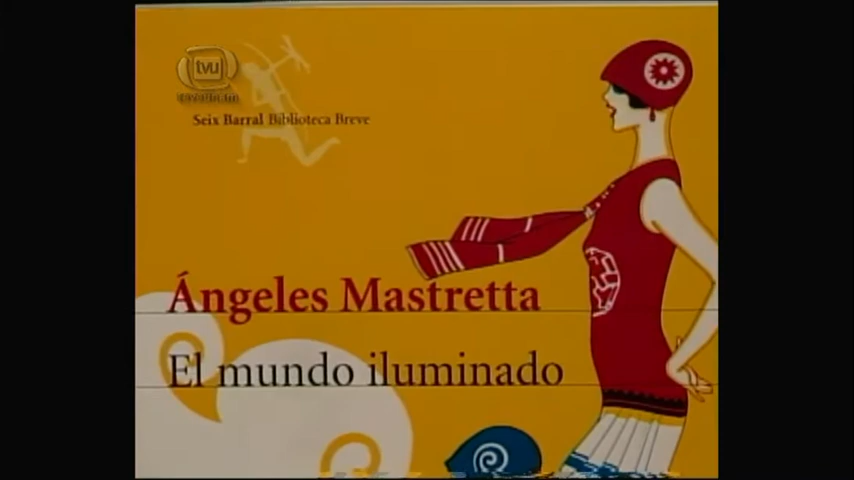 tvu
Seix Barral Biblioteca Breve
Ángeles Mastretta
El mundo iluminado